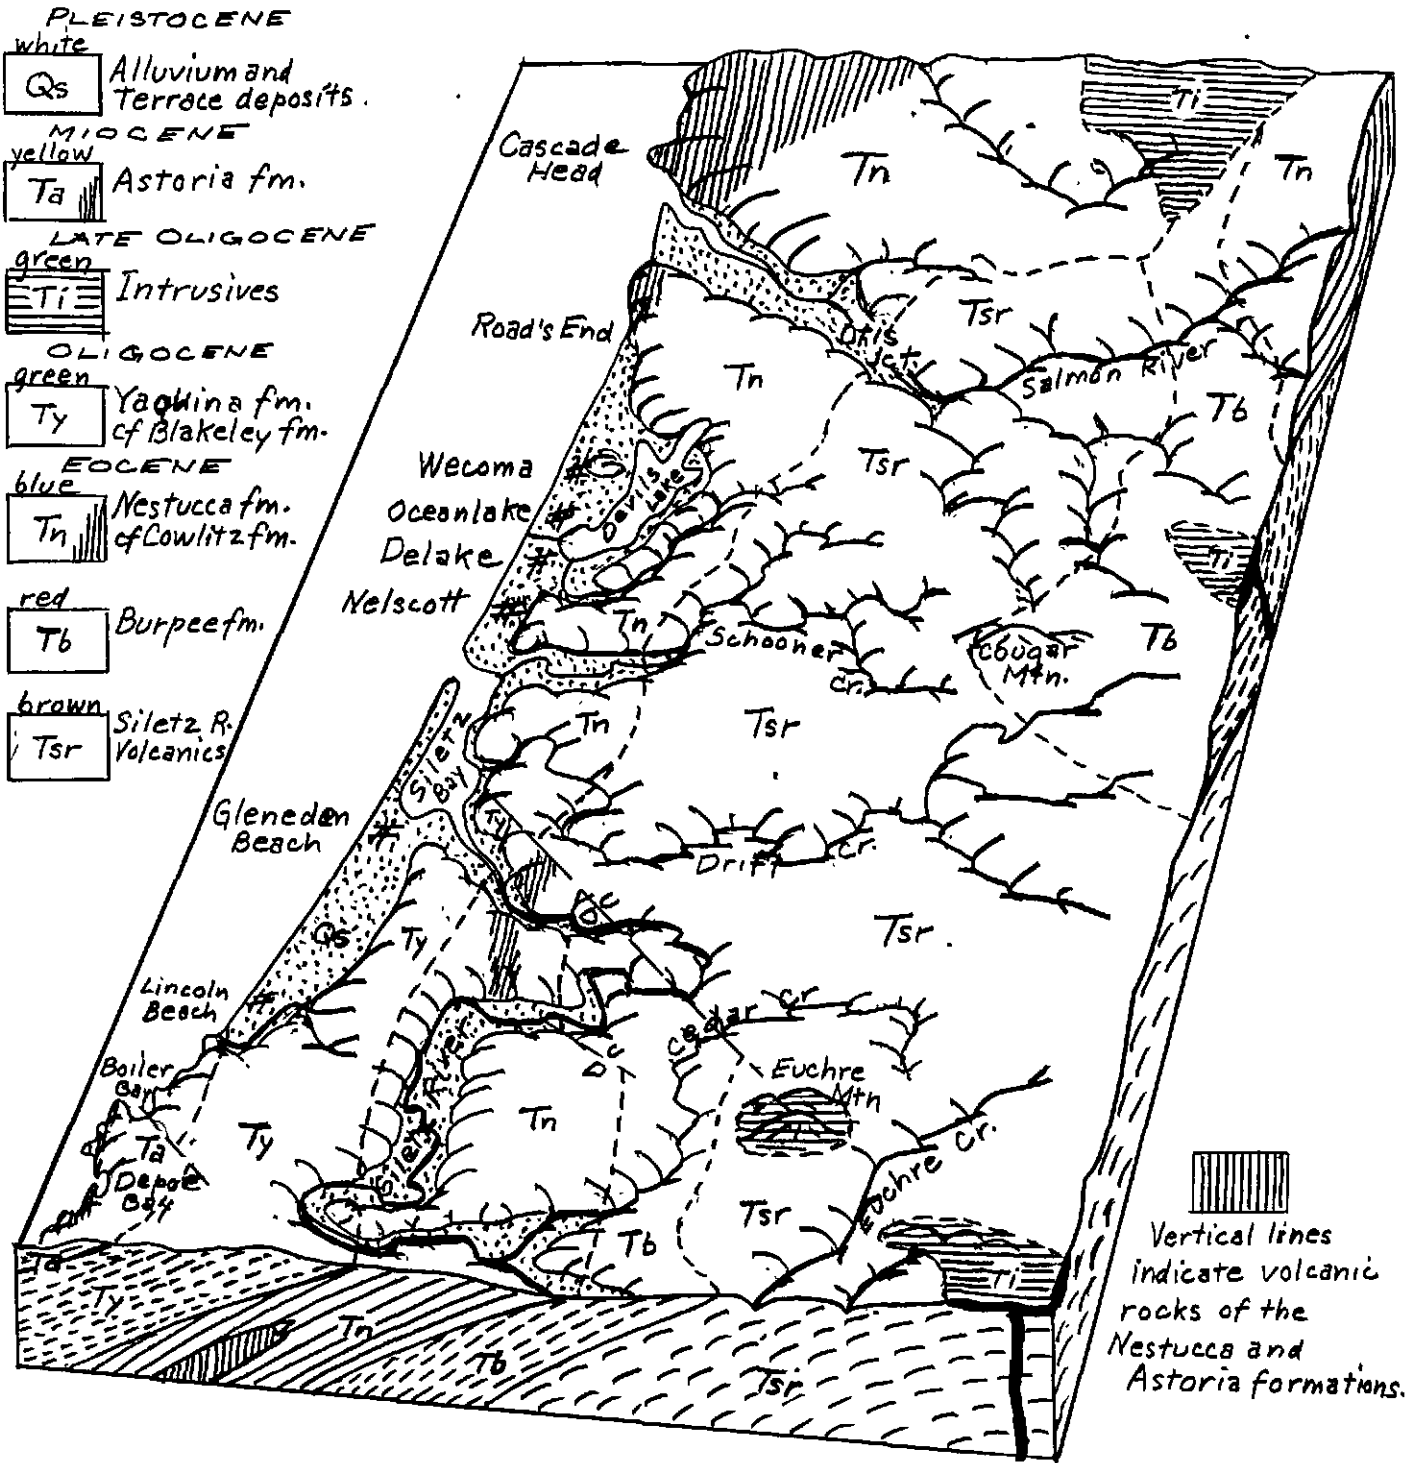 PLEISTOCENE
white
Qs
Alluvium and
Terrace deposits.
MIOCENE
yellow
Ta
Astoria fm.
LATE OLIGOCENE
green
Ti
Intrusives
OLIGOCENE
green
Ty
Yaquina fm.
cf Blakeley fm.
EOCENE
blue
Tn
Nestucca fm.
cf Cowlitz fm.
red
Tb
Burpee fm.
brown
Tsr
Siletz R.
Volcanics
Cascade
Head
Tn
Ti
Tn
Road's End
Otis
Jct.
Tsr
Salmon River
Tn
Tb
Tsr
Wecoma
Oceanlake
Delake
Nelscott
Devils
Lake
Ti
Tn
Schooner
Cr.
Cougar
Mtn.
Tb
Tn
Tsr
Siletz
Bay
Gleneden
Beach
Ty
Drift Cr.
Qs
Ty
D C
Tsr
Lincoln
Beach
Cedar Cr
Boiler
Bay
Siletz River
D C
Euchre
Mtn
Ti
Ta
Ty
Tn
Depoe
Bay
Euchre Cr.
Tsr
Tb
Ti
Ta
Ty
Tn
Tb
Tsr
Vertical lines
indicate volcanic
rocks of the
Nestucca and
Astoria formations.